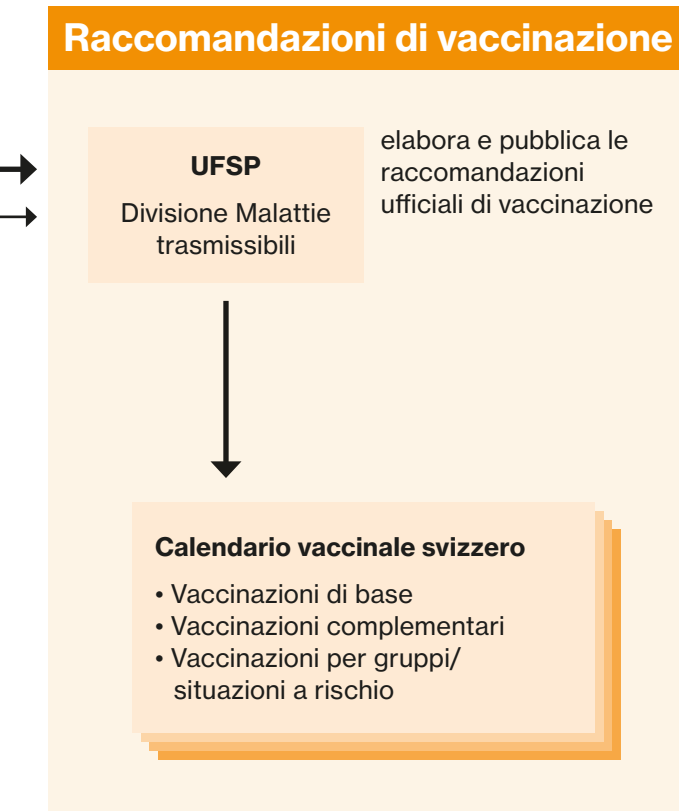 Raccomandazioni di vaccinazione
UFSP
Divisione Malattie
trasmissibili
elabora e pubblica le
raccomandazioni
ufficiali di vaccinazione
Calendario vaccinale svizzero
• Vaccinazioni di base
• Vaccinazioni complementari
• Vaccinazioni per gruppi/
situazioni a rischio